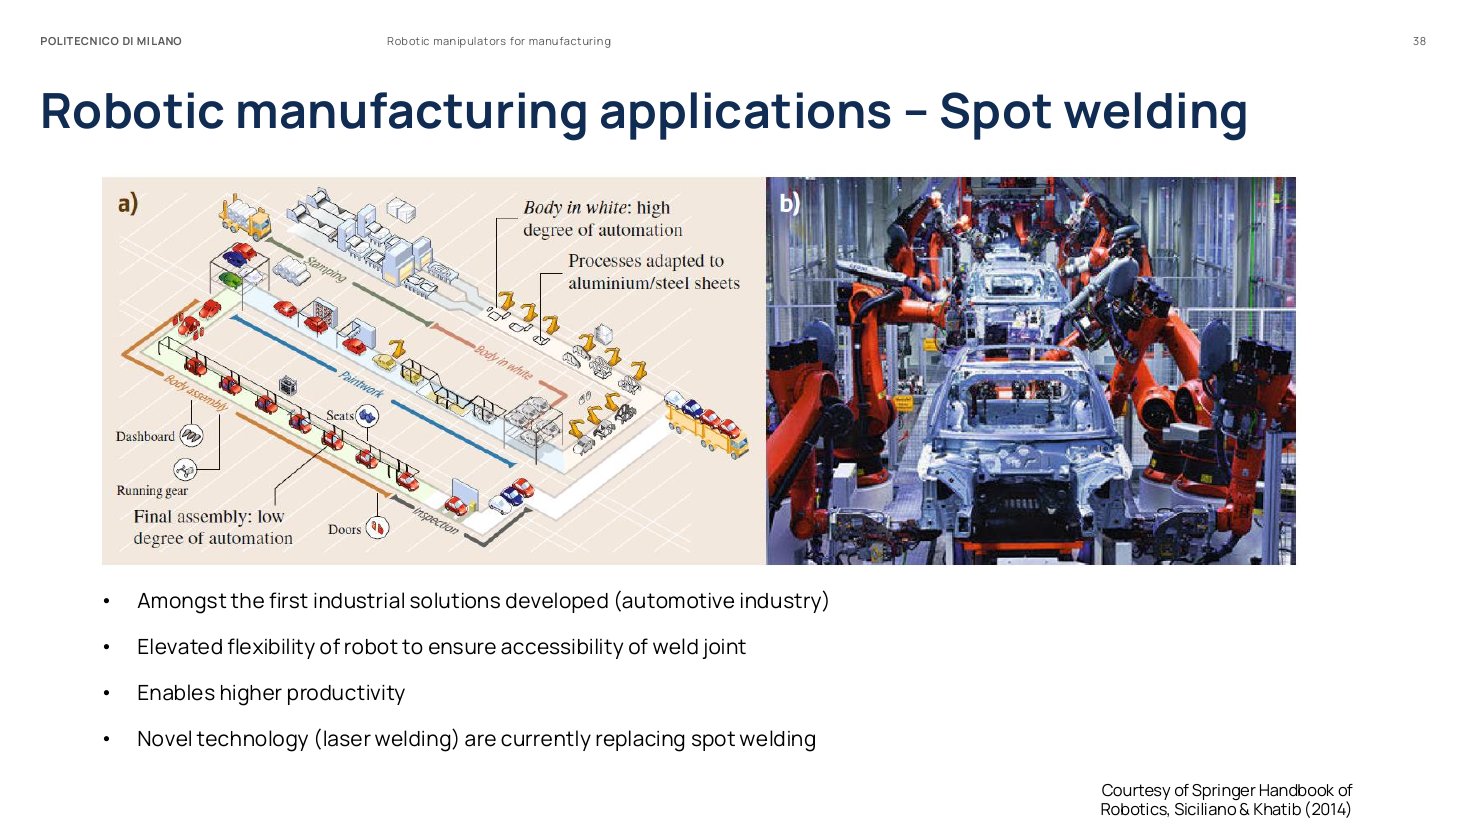 POLITECNICO DI MILANO
Robotic manipulators for manufacturing
38
Robotic manufacturing applications – Spot welding
a)
Body in white: high
degree of automation
Processes adapted to
aluminium/steel sheets
Stamping
Body in white
Paintwork
Body assembly
Seats
Dashboard
Running gear
Final assembly: low
degree of automation
Doors
Inspection
b)
• Amongst the first industrial solutions developed (automotive industry)
• Elevated flexibility of robot to ensure accessibility of weld joint
• Enables higher productivity
• Novel technology (laser welding) are currently replacing spot welding
Courtesy of Springer Handbook of
Robotics, Siciliano & Khatib (2014)